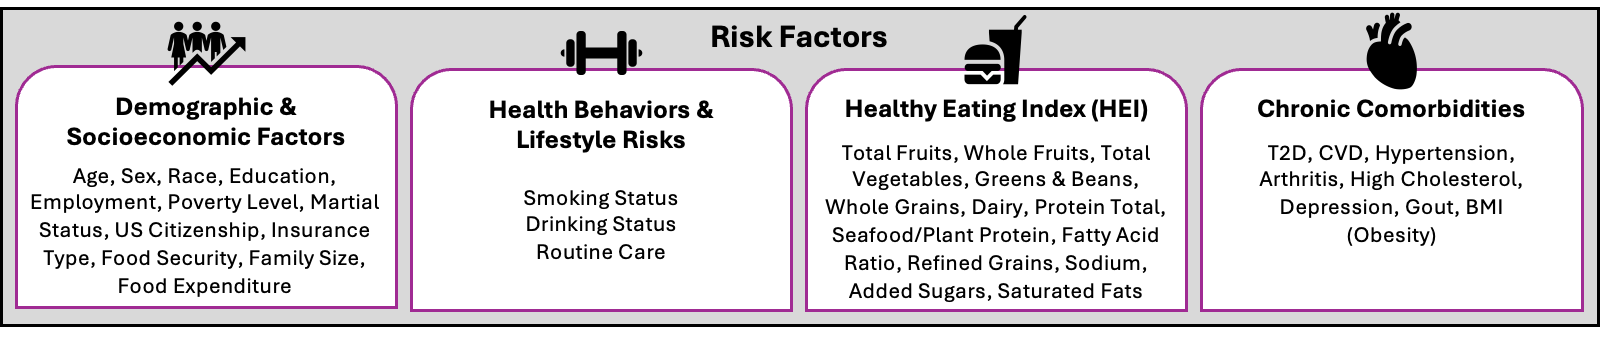 Risk Factors
Demographic &
Socioeconomic Factors
Age, Sex, Race, Education,
Employment, Poverty Level, Martial
Status, US Citizenship, Insurance
Type, Food Security, Family Size,
Food Expenditure
Health Behaviors &
Lifestyle Risks
Smoking Status
Drinking Status
Routine Care
Healthy Eating Index (HEI)
Total Fruits, Whole Fruits, Total
Vegetables, Greens & Beans,
Whole Grains, Dairy, Protein Total,
Seafood/Plant Protein, Fatty Acid
Ratio, Refined Grains, Sodium,
Added Sugars, Saturated Fats
Chronic Comorbidities
T2D, CVD, Hypertension,
Arthritis, High Cholesterol,
Depression, Gout, BMI
(Obesity)